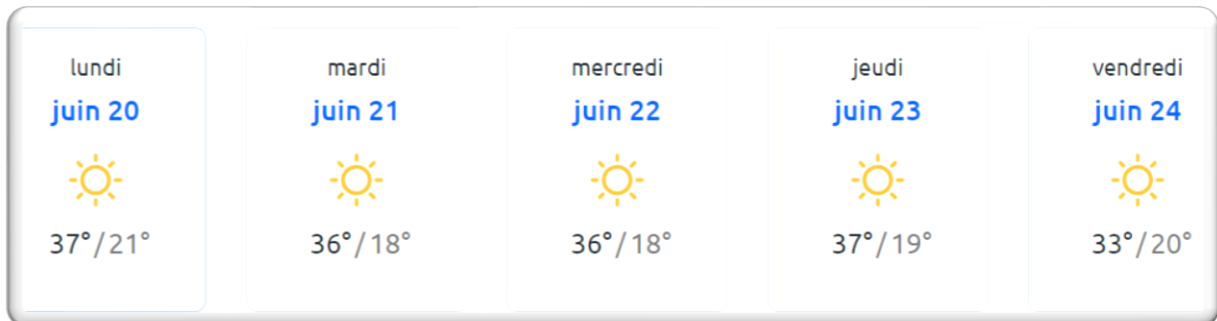 lundi
juin 20
37°/21°
mardi
juin 21
36°/18°
mercredi
juin 22
36°/18°
jeudi
juin 23
37°/19°
vendredi
juin 24
33°/20°